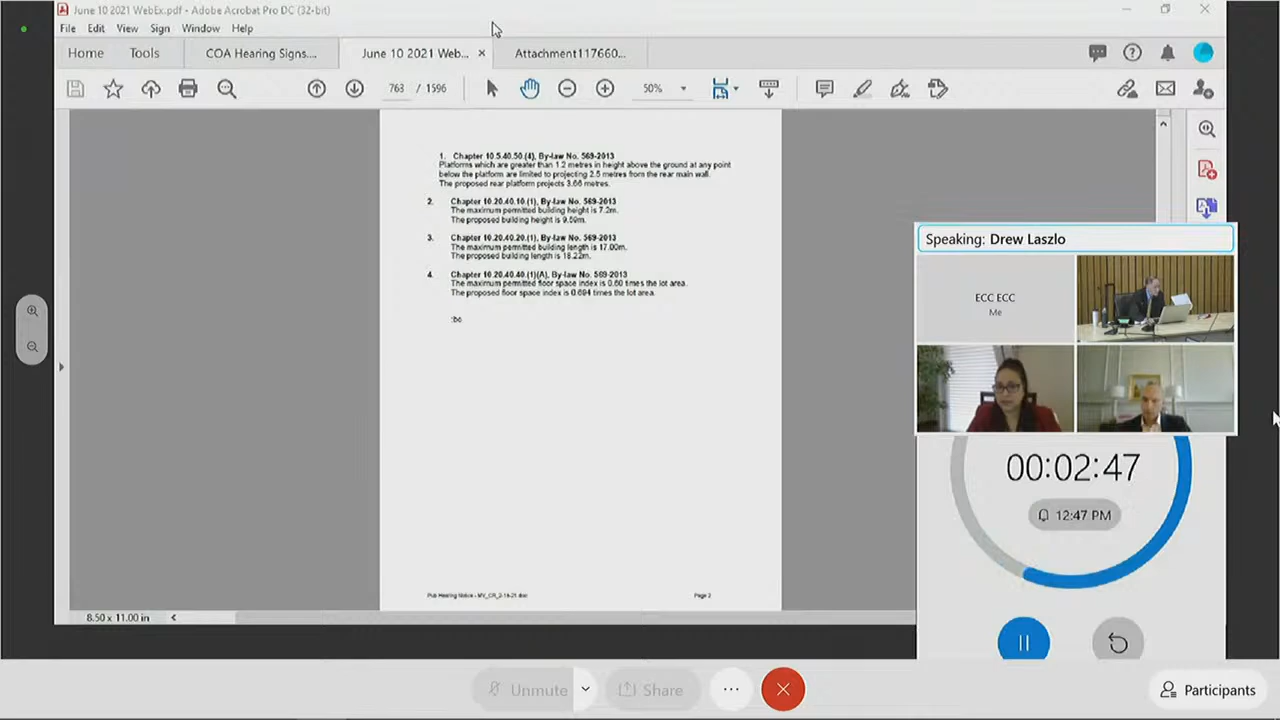 June 10 2021 WebEx.pdf - Adobe Acrobat Pro DC (32-bit)
File Edit View Sign Window Help
Home Tools COA Hearing Signs... June 10 2021 Web... × Attachment117660...
763 / 1596 50%
1. Chapter 10.5.40.50.(4), By-law No. 569-2013
Platforms which are greater than 1.2 metres in height above the ground at any point
below the platform are limited to projecting 2.5 metres from the rear main wall.
The proposed rear platform projects 3.66 metres.
2. Chapter 10.20.40.10.(1), By-law No. 569-2013
The maximum permitted building height is 7.2m.
The proposed building height is 9.59m.
3. Chapter 10.20.40.20.(1), By-law No. 569-2013
The maximum permitted building length is 17.00m.
The proposed building length is 18.22m.
4. Chapter 10.20.40.40.(1)(A), By-law No. 569-2013
The maximum permitted floor space index is 0.60 times the lot area.
The proposed floor space index is 0.694 times the lot area.
:bc
Pub Hearing Notice - MV_CR_2-18-21.doc Page 2
8.50 x 11.00 in
Speaking: Drew Laszlo
ECC ECC
Me
00:02:47
12:47 PM
Unmute Share ... Participants